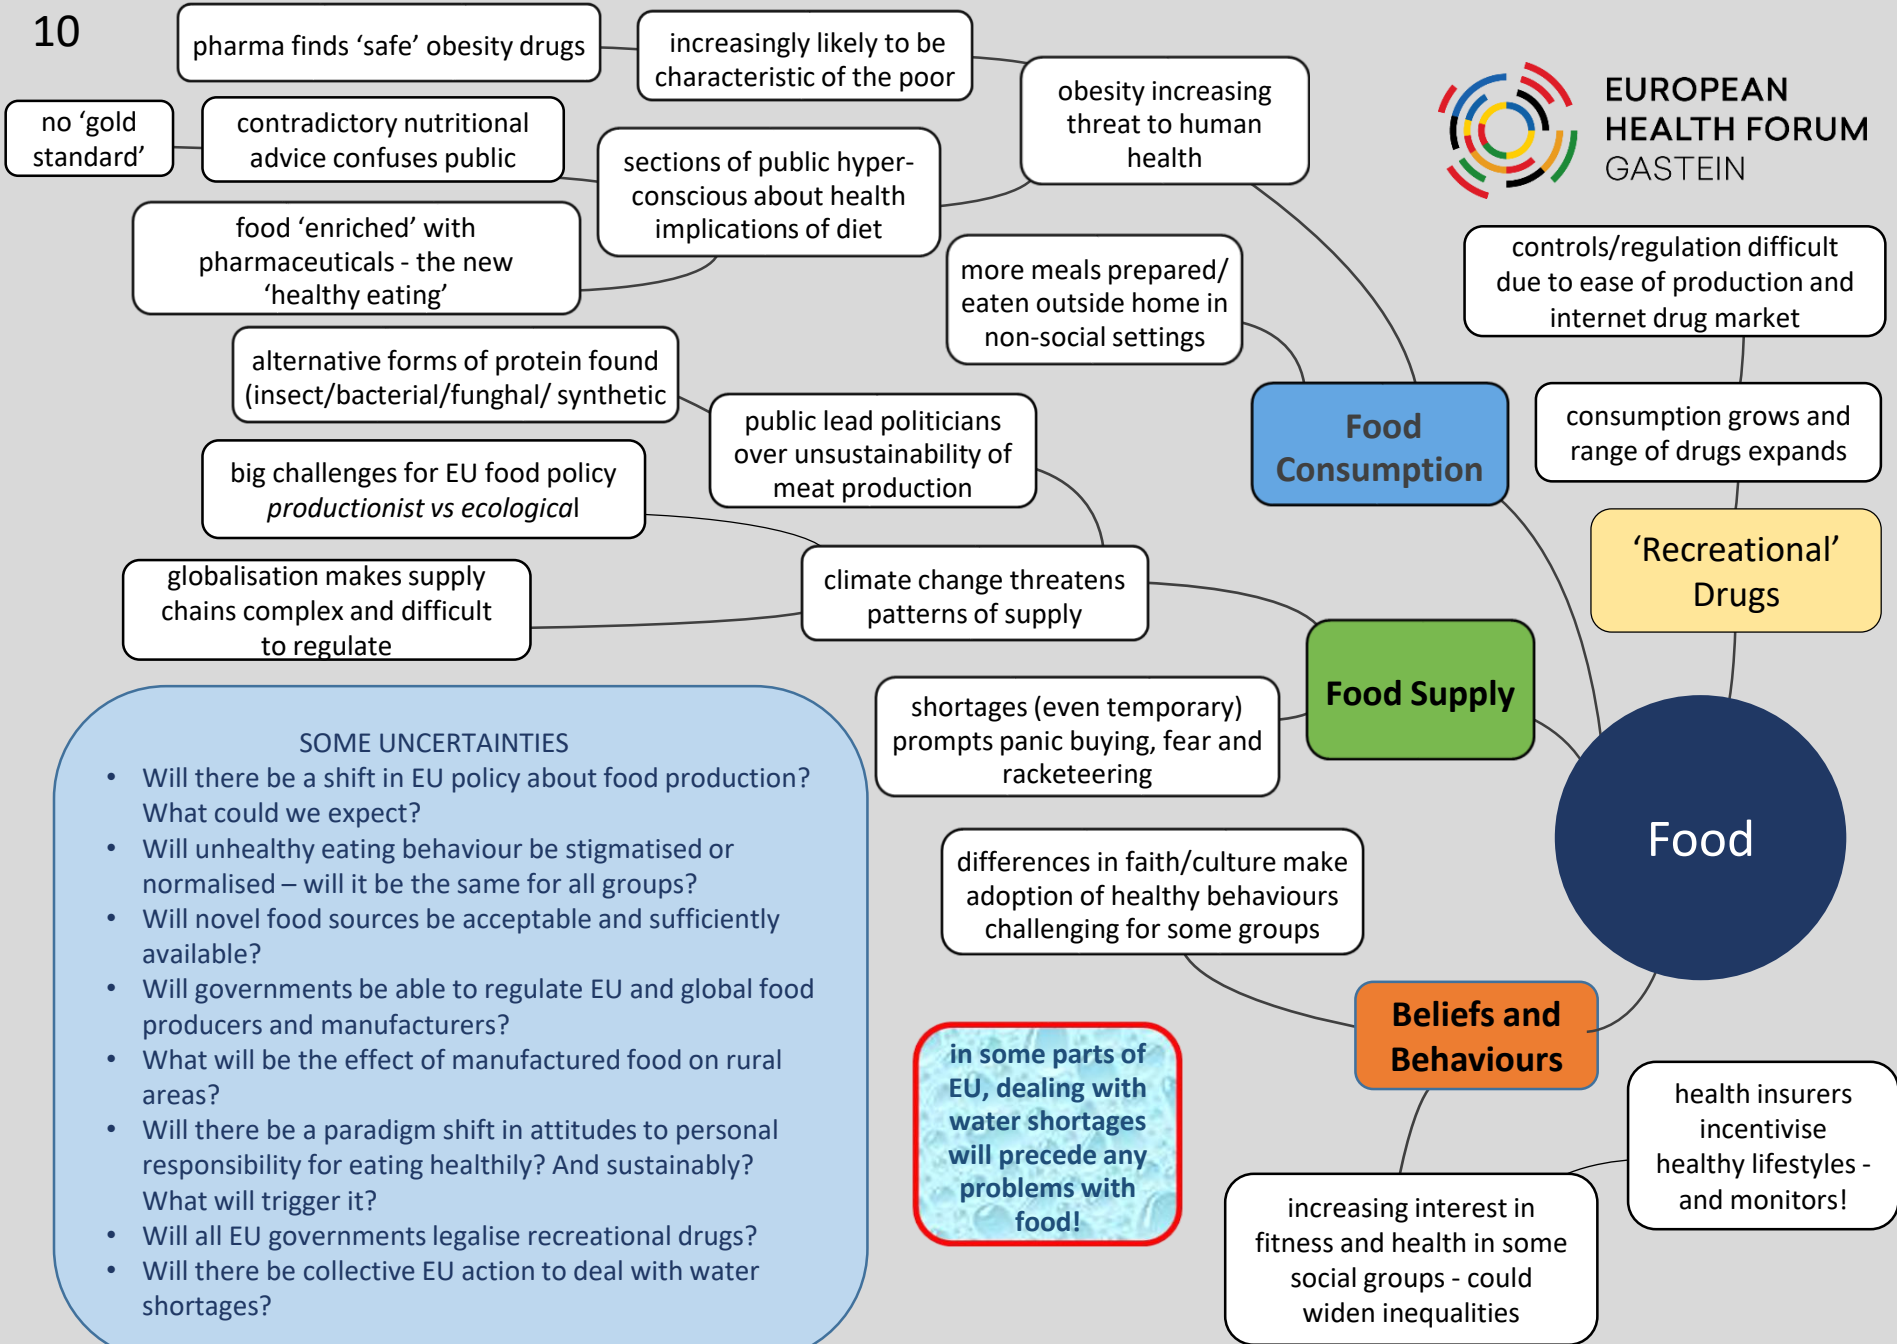 10
pharma finds ‘safe’ obesity drugs
increasingly likely to be
characteristic of the poor
obesity increasing
threat to human
health
EUROPEAN
HEALTH FORUM
GASTEIN
no ‘gold
standard’
contradictory nutritional
advice confuses public
sections of public hyper-
conscious about health
implications of diet
food ‘enriched’ with
pharmaceuticals - the new
‘healthy eating’
more meals prepared/
eaten outside home in
non-social settings
controls/regulation difficult
due to ease of production and
internet drug market
alternative forms of protein found
(insect/bacterial/funghal/ synthetic
public lead politicians
over unsustainability of
meat production
Food
Consumption
consumption grows and
range of drugs expands
big challenges for EU food policy
productionist vs ecological
‘Recreational’
Drugs
globalisation makes supply
chains complex and difficult
to regulate
climate change threatens
patterns of supply
Food Supply
shortages (even temporary)
prompts panic buying, fear and
racketeering
Food
SOME UNCERTAINTIES
• Will there be a shift in EU policy about food production?
What could we expect?
• Will unhealthy eating behaviour be stigmatised or
normalised – will it be the same for all groups?
• Will novel food sources be acceptable and sufficiently
available?
• Will governments be able to regulate EU and global food
producers and manufacturers?
• What will be the effect of manufactured food on rural
areas?
• Will there be a paradigm shift in attitudes to personal
responsibility for eating healthily? And sustainably?
What will trigger it?
• Will all EU governments legalise recreational drugs?
• Will there be collective EU action to deal with water
shortages?
differences in faith/culture make
adoption of healthy behaviours
challenging for some groups
Beliefs and
Behaviours
in some parts of
EU, dealing with
water shortages
will precede any
problems with
food!
health insurers
incentivise
healthy lifestyles -
and monitors!
increasing interest in
fitness and health in some
social groups - could
widen inequalities